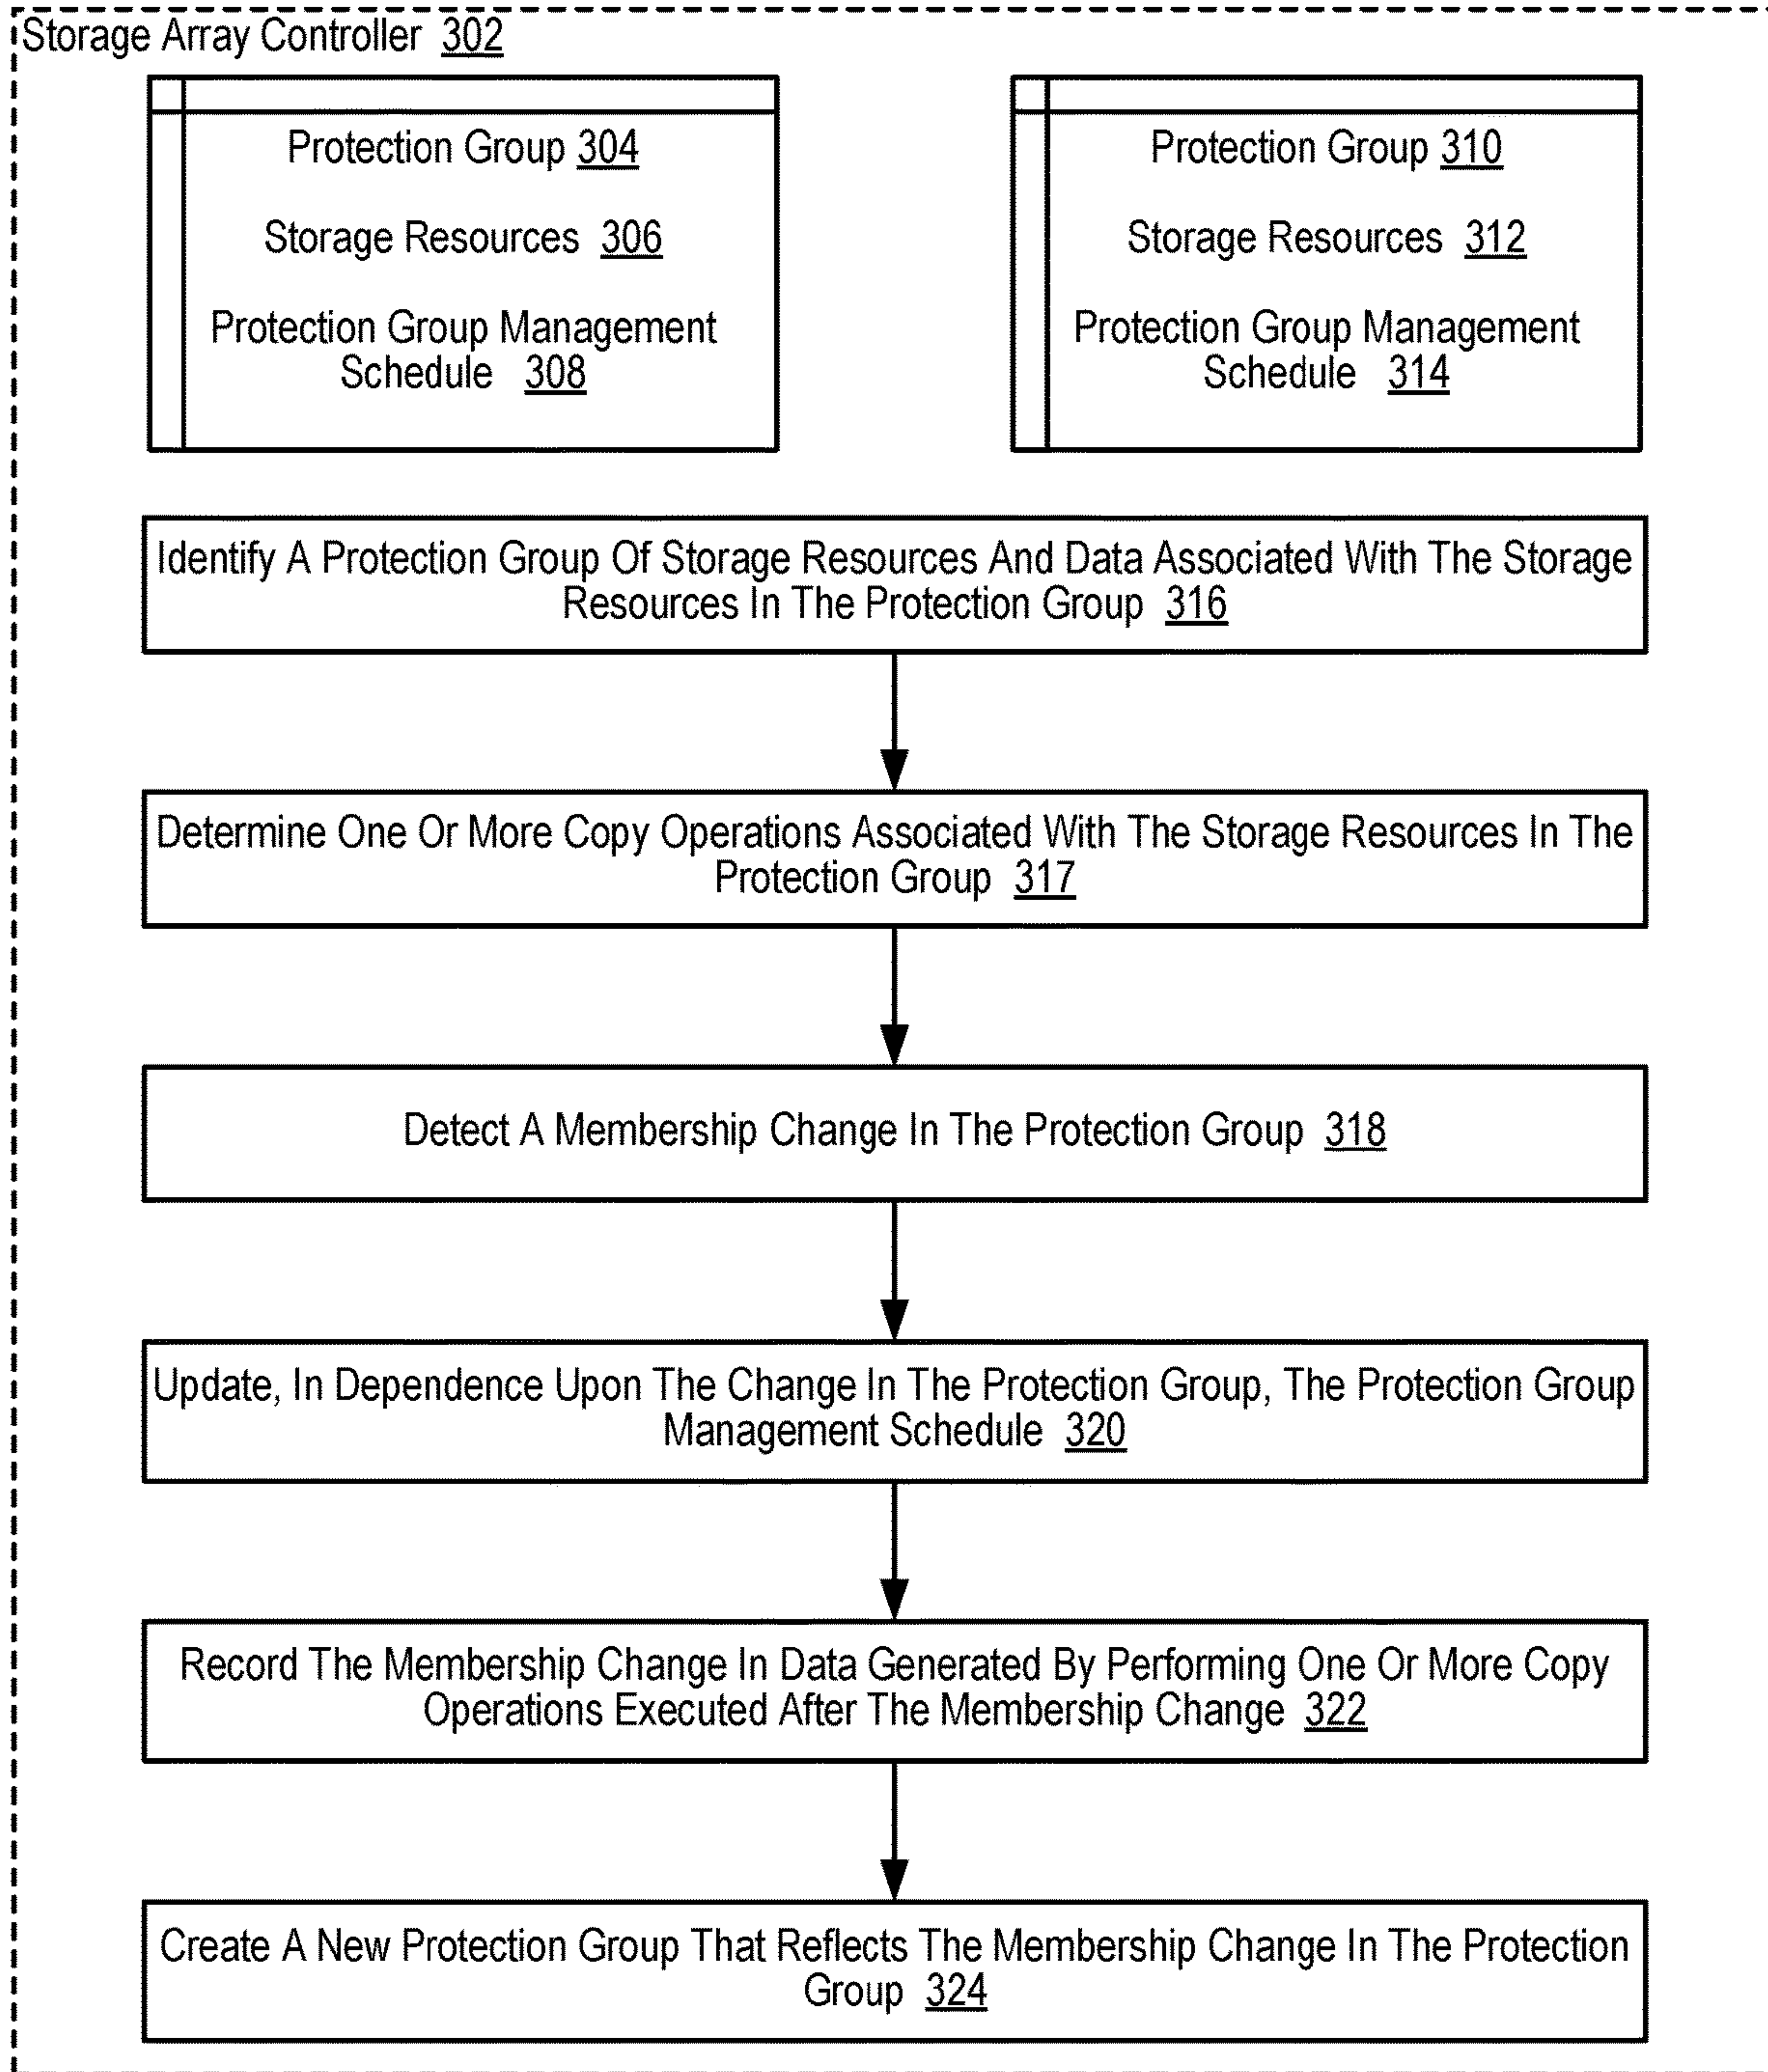 Storage Array Controller 302
Protection Group 304
Storage Resources 306
Protection Group Management
Schedule 308
Protection Group 310
Storage Resources 312
Protection Group Management
Schedule 314
Identify A Protection Group Of Storage Resources And Data Associated With The Storage
Resources In The Protection Group 316
Determine One Or More Copy Operations Associated With The Storage Resources In The
Protection Group 317
Detect A Membership Change In The Protection Group 318
Update, In Dependence Upon The Change In The Protection Group, The Protection Group
Management Schedule 320
Record The Membership Change In Data Generated By Performing One Or More Copy
Operations Executed After The Membership Change 322
Create A New Protection Group That Reflects The Membership Change In The Protection
Group 324